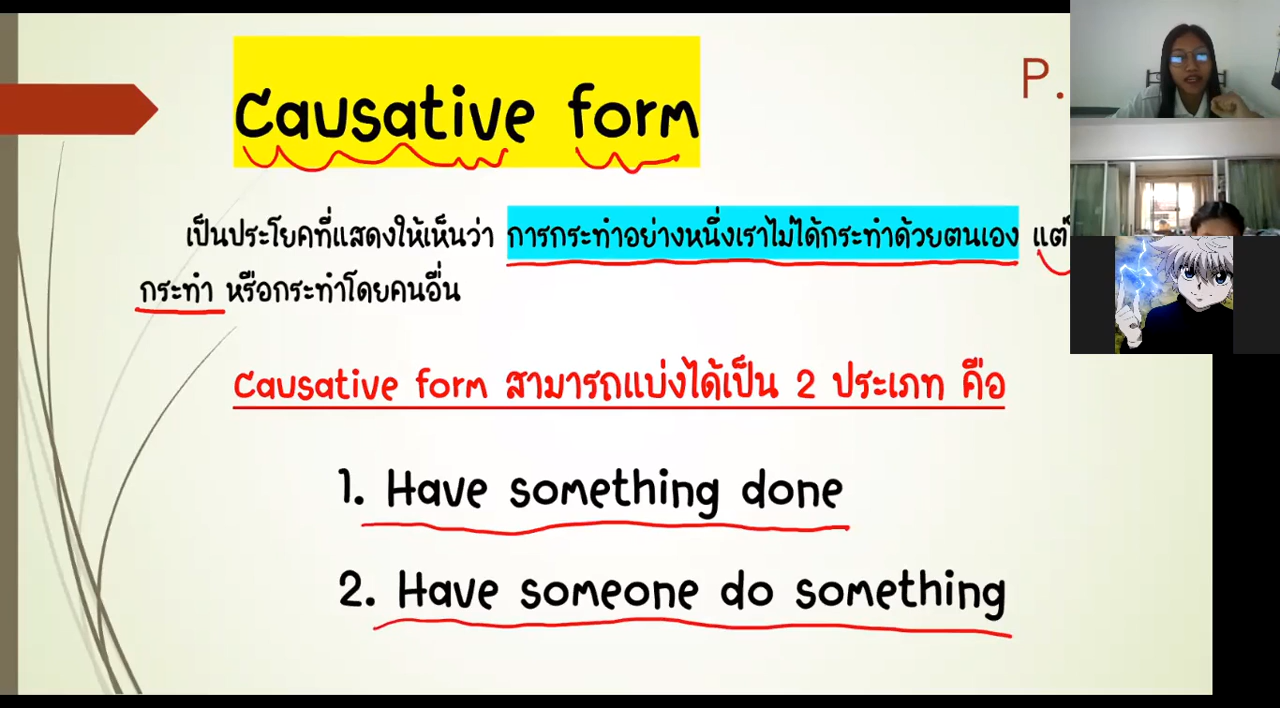 Causative form
P.
เป็นประโยคที่แสดงให้เห็นว่า การกระทำอย่างหนึ่งเราไม่ได้กระทำด้วยตนเอง
กระทำ หรือกระทำโดยคนอื่น
Causative form สามารถแบ่งได้เป็น 2 ประเภท คือ
1. Have something done
2. Have someone do something